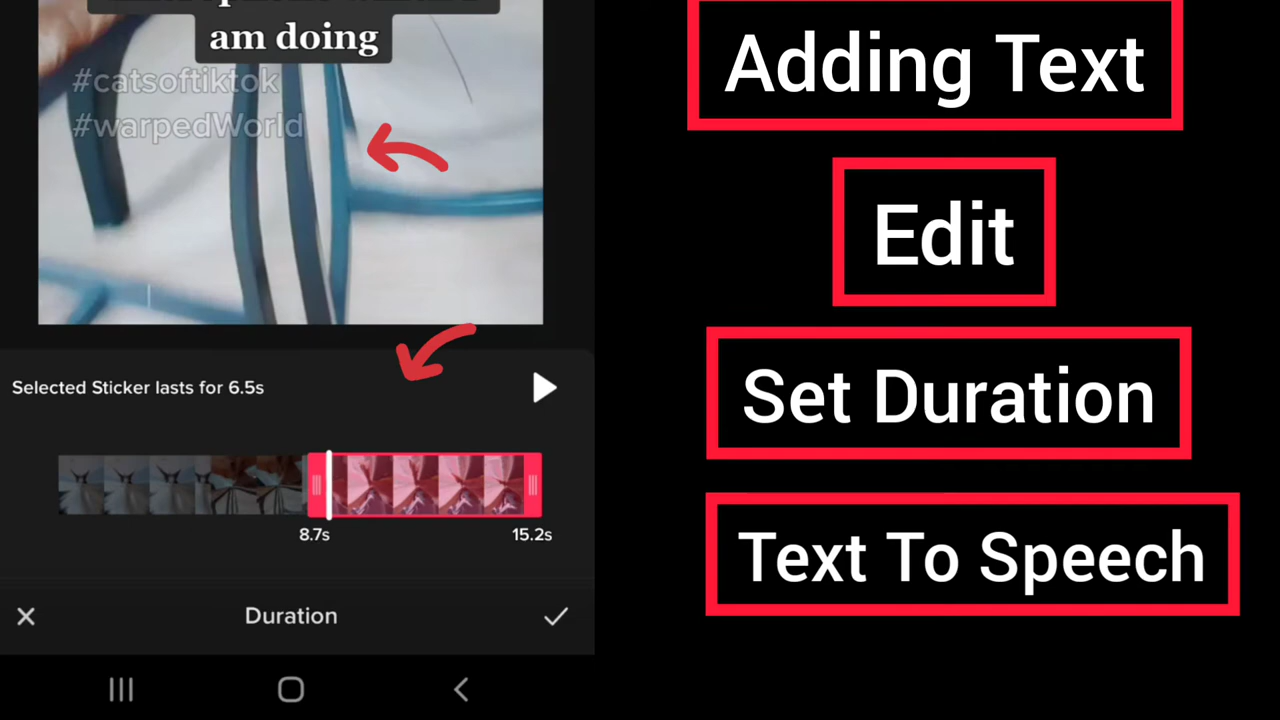 am doing
#catsoftiktok
#warpedWorld
Selected Sticker lasts for 6.5s
8.7s
15.2s
Duration
Adding Text
Edit
Set Duration
Text To Speech